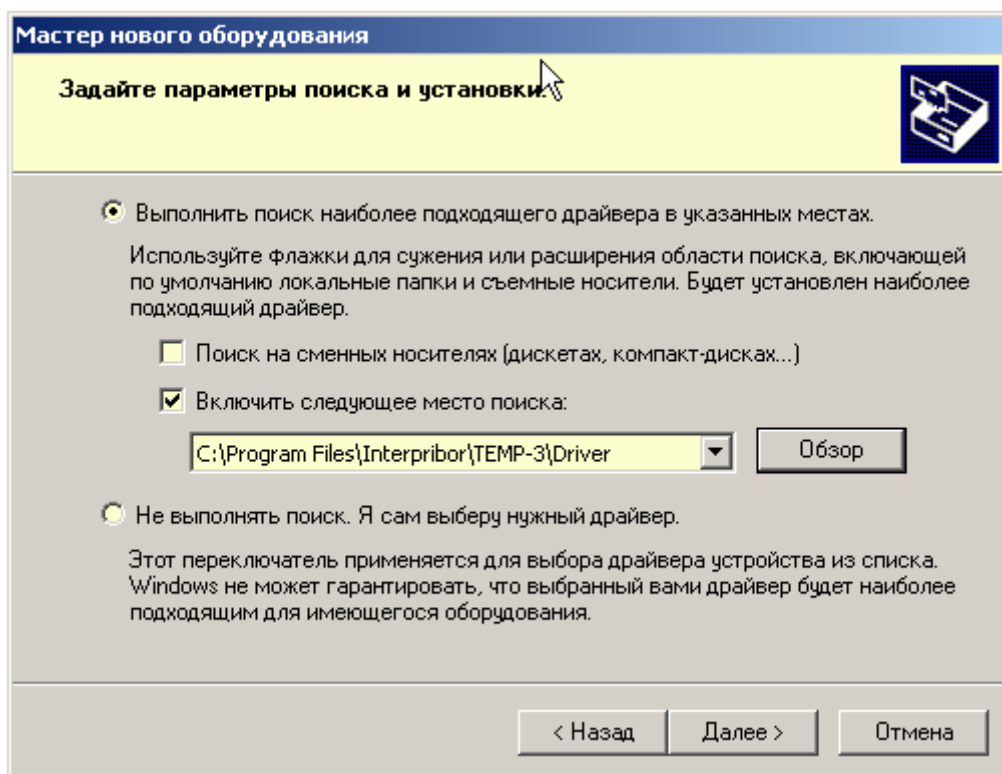 Мастер нового оборудования
Задайте параметры поиска и установки.
Выполнить поиск наиболее подходящего драйвера в указанных местах.
Используйте флажки для сужения или расширения области поиска, включающей
по умолчанию локальные папки и съемные носители. Будет установлен наиболее
подходящий драйвер.
Поиск на сменных носителях (дискетах, компакт-дисках...)
Включить следующее место поиска:
C:\Program Files\Interpribor\TEMP-3\Driver
Обзор
Не выполнять поиск. Я сам выберу нужный драйвер.
Этот переключатель применяется для выбора драйвера устройства из списка.
Windows не может гарантировать, что выбранный вами драйвер будет наиболее
подходящим для имеющегося оборудования.
< Назад
Далее >
Отмена